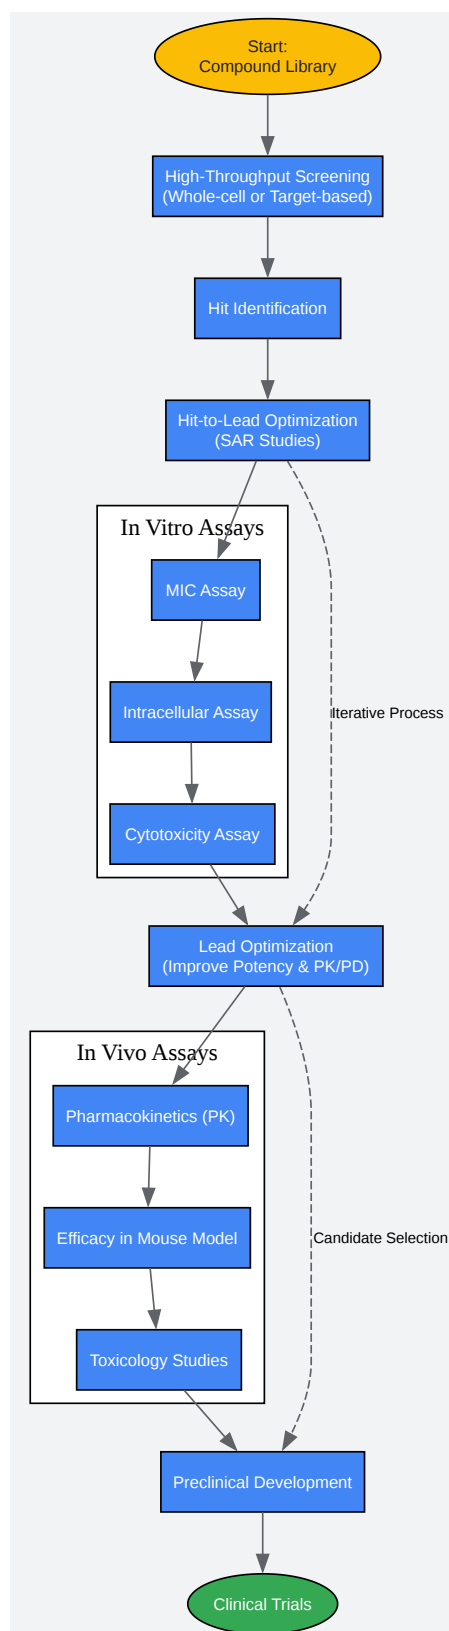 Start:
Compound Library
High-Throughput Screening
(Whole-cell or Target-based)
Hit Identification
Hit-to-Lead Optimization
(SAR Studies)
In Vitro Assays
MIC Assay
Intracellular Assay
Iterative Process
Cytotoxicity Assay
Lead Optimization
(Improve Potency & PK/PD)
In Vivo Assays
Pharmacokinetics (PK)
Efficacy in Mouse Model
Candidate Selection
Toxicology Studies
Preclinical Development
Clinical Trials